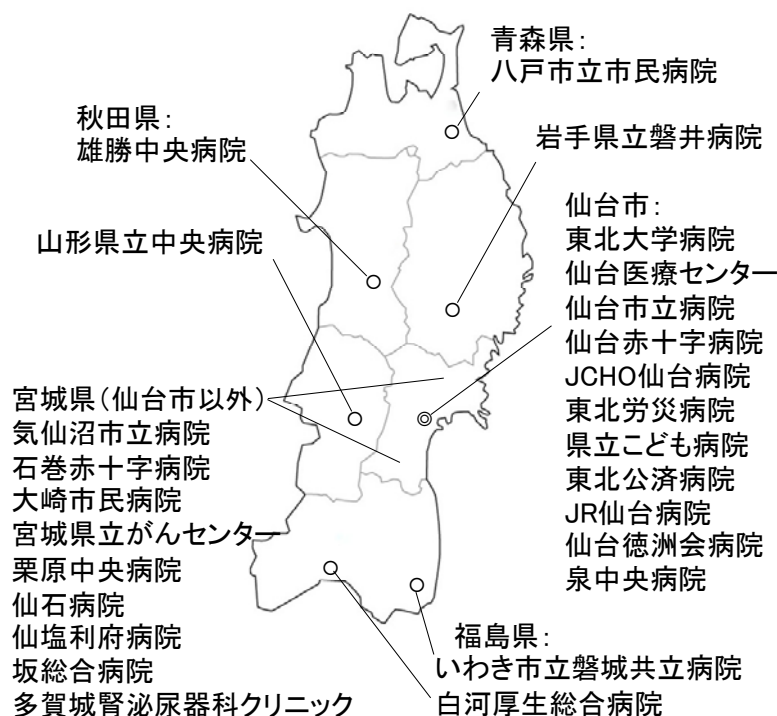 青森県:
八戸市立市民病院
秋田県:
雄勝中央病院
岩手県立磐井病院
山形県立中央病院
仙台市:
東北大学病院
仙台医療センター
仙台市立病院
仙台赤十字病院
JCHO仙台病院
東北労災病院
県立こども病院
東北公済病院
JR仙台病院
仙台徳洲会病院
泉中央病院
宮城県(仙台市以外)
気仙沼市立病院
石巻赤十字病院
大崎市民病院
宮城県立がんセンター
栗原中央病院
仙石病院
仙塩利府病院
坂総合病院
多賀城腎泌尿器科クリニック
福島県:
いわき市立磐城共立病院
白河厚生総合病院